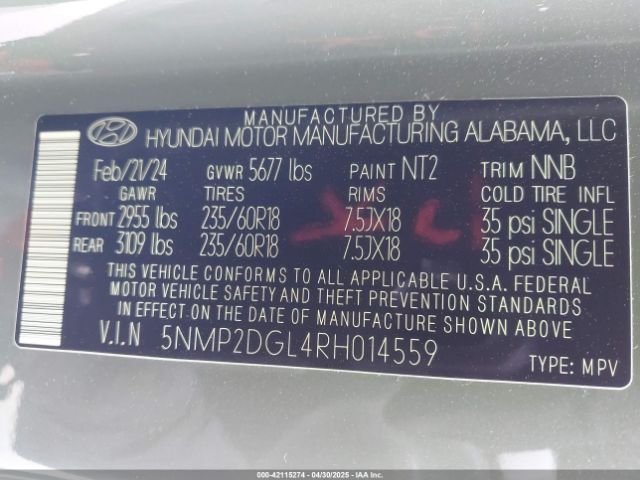 MANUFACTURED BY
HYUNDAI MOTOR MANUFACTURING ALABAMA, LLC
Feb/21/24 GVWR 5677 lbs PAINT NT2 TRIM NNB
GAWR TIRES RIMS COLD TIRE INFL
FRONT 2955 lbs 235/60R18 7.5JX18 35 psi SINGLE
REAR 3109 lbs 235/60R18 7.5JX18 35 psi SINGLE
THIS VEHICLE CONFORMS TO ALL APPLICABLE U.S.A. FEDERAL
MOTOR VEHICLE SAFETY AND THEFT PREVENTION STANDARDS
IN EFFECT ON THE DATE OF MANUFACTURE SHOWN ABOVE.
V.I.N 5NMP2DGL4RH014559
TYPE: MPV
000-42115274 - 04/30/2025 - IAAI.COM